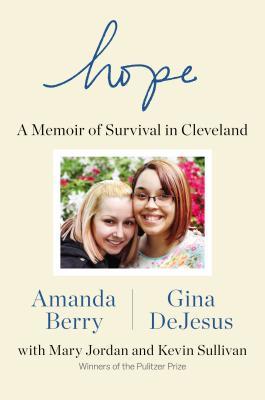 hope
A Memoir of Survival in Cleveland
Amanda Berry
Gina DeJesus
with Mary Jordan and Kevin Sullivan
Winners of the Pulitzer Prize